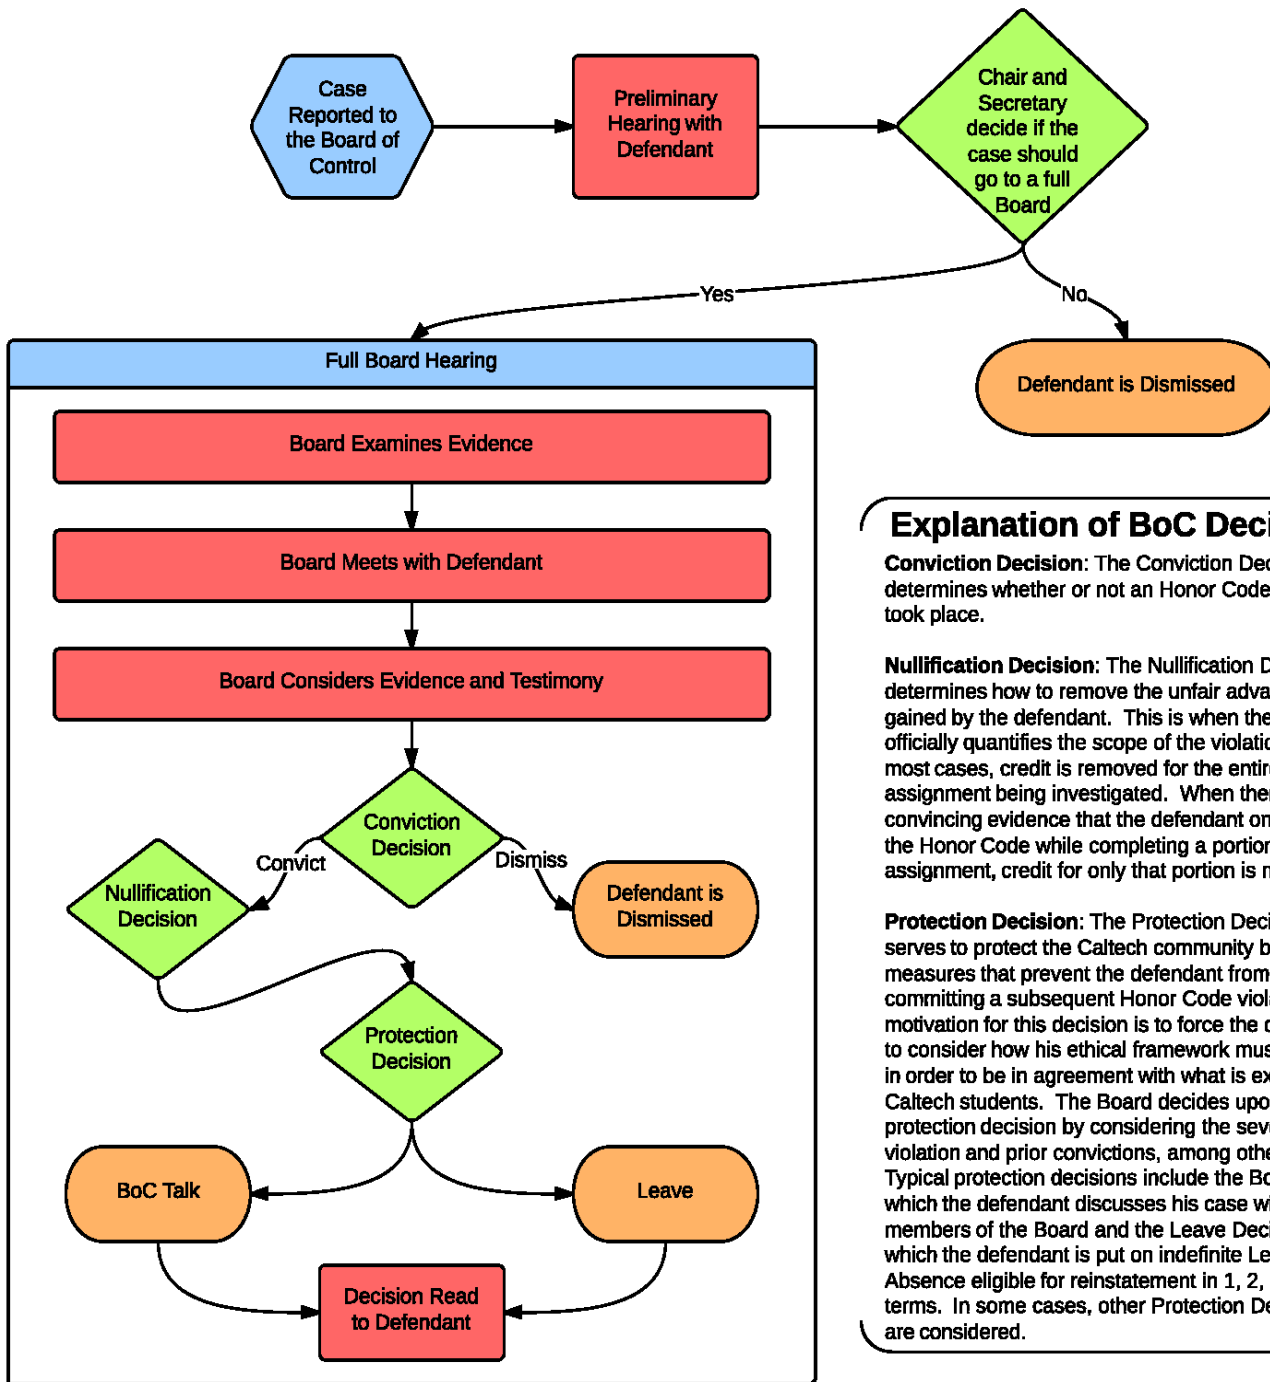 Case
Reported to
the Board of
Control
Preliminary
Hearing with
Defendant
Chair and
Secretary
decide if the
case should
go to a full
Board
Yes
No
Full Board Hearing
Defendant is Dismissed
Board Examines Evidence
Board Meets with Defendant
Board Considers Evidence and Testimony
Conviction
Decision
Convict
Dismiss
Nullification
Decision
Defendant is
Dismissed
Protection
Decision
BoC Talk
Leave
Decision Read
to Defendant
Explanation of BoC
Conviction Decision: The Conviction
determines whether or not an Honor Code
took place.
Nullification Decision: The Nullification
determines how to remove the unfair
gained by the defendant. This is when the
officially quantifies the scope of the
most cases, credit is removed for the
assignment being investigated. When
convincing evidence that the defendant
the Honor Code while completing a portion
assignment, credit for only that portion is
Protection Decision: The Protection
serves to protect the Caltech community
measures that prevent the defendant from
committing a subsequent Honor Code
motivation for this decision is to force the
to consider how his ethical framework
in order to be in agreement with what is
Caltech students. The Board decides
protection decision by considering the
violation and prior convictions, among
Typical protection decisions include the
which the defendant discusses his case
members of the Board and the Leave
which the defendant is put on indefinite
Absence eligible for reinstatement in 1, 2,
terms. In some cases, other Protection
are considered.